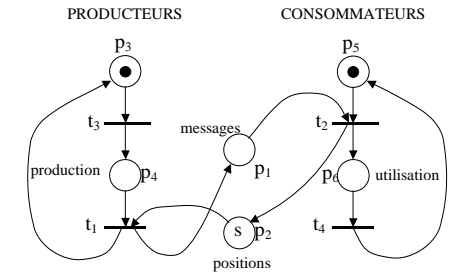 PRODUCTEURS CONSOMMATEURS
p3 p5
t3 messages t2
production p4 p1 p6 utilisation
t1 s p2 t4
positions